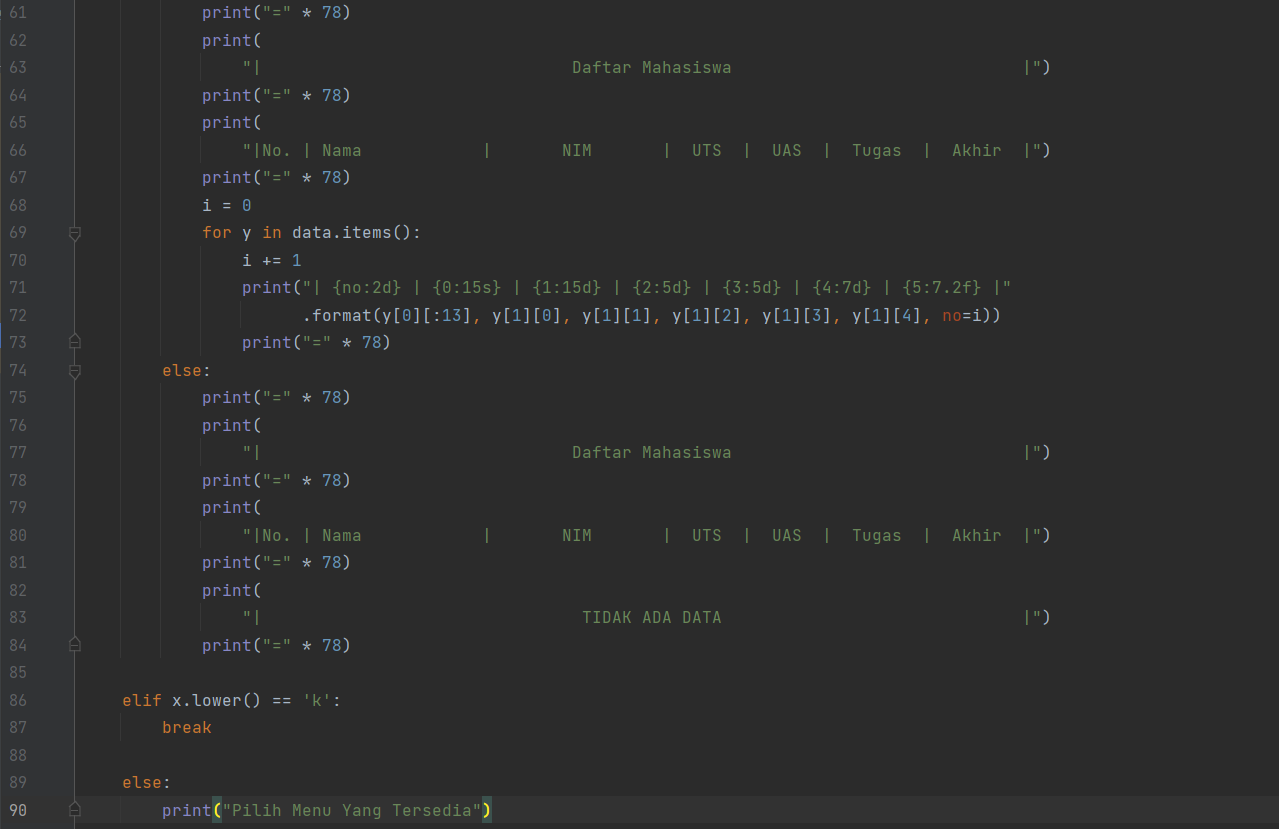 61 print("=" * 78)
62 print(
63 "|                               Daftar Mahasiswa                             |")
64 print("=" * 78)
65 print(
66 "|No. | Nama            |       NIM       |  UTS  |  UAS  |  Tugas  |  Akhir  |")
67 print("=" * 78)
68 i = 0
69 for y in data.items():
70 i += 1
71 print("| {no:2d} | {0:15s} | {1:15d} | {2:5d} | {3:5d} | {4:7d} | {5:7.2f} |"
72 .format(y[0][:13], y[1][0], y[1][1], y[1][2], y[1][3], y[1][4], no=i))
73 print("=" * 78)
74 else:
75 print("=" * 78)
76 print(
77 "|                               Daftar Mahasiswa                             |")
78 print("=" * 78)
79 print(
80 "|No. | Nama            |       NIM       |  UTS  |  UAS  |  Tugas  |  Akhir  |")
81 print("=" * 78)
82 print(
83 "|                                TIDAK ADA DATA                              |")
84 print("=" * 78)
85
86 elif x.lower() == 'k':
87 break
88
89 else:
90 print("Pilih Menu Yang Tersedia")